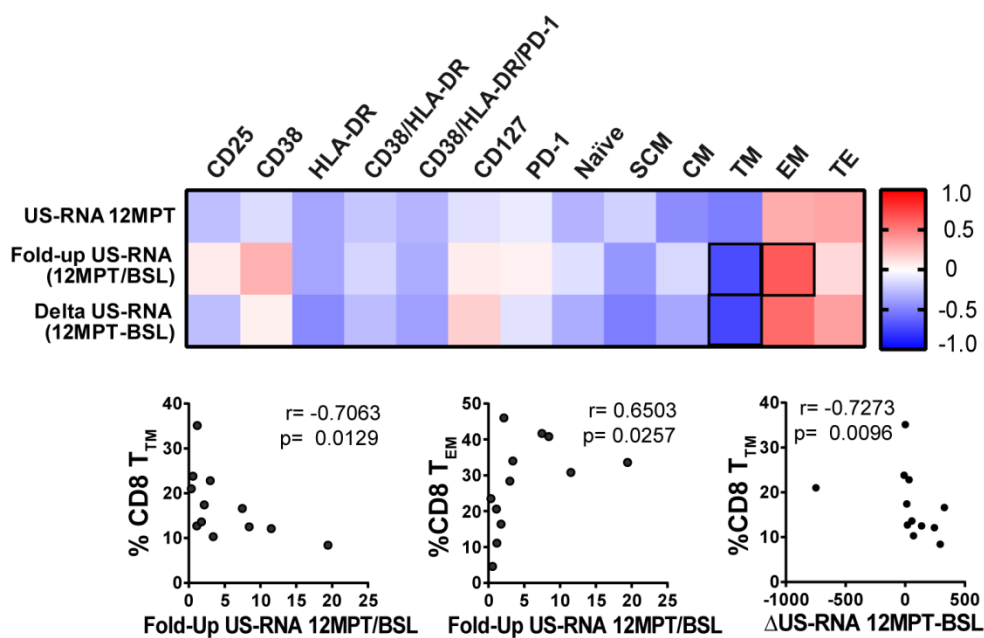 CD25
CD38
HLA-DR
CD38/HLA-DR
CD38/HLA-DR/PD-1
CD127
PD-1
Naïve
SCM
CM
TM
EM
TE
US-RNA 12MPT
Fold-up US-RNA
(12MPT/BSL)
Delta US-RNA
(12MPT-BSL)
1.0
0.5
0
-0.5
-1.0
% CD8 T_TM
40
30
20
10
0
r= -0.7063
p= 0.0129
0 5 10 15 20 25
Fold-Up US-RNA 12MPT/BSL
%CD8 T_EM
50
40
30
20
10
0
r= 0.6503
p= 0.0257
0 5 10 15 20 25
Fold-Up US-RNA 12MPT/BSL
%CD8 T_TM
40
30
20
10
0
r= -0.7273
p= 0.0096
-1000 -500 0 500
ΔUS-RNA 12MPT-BSL